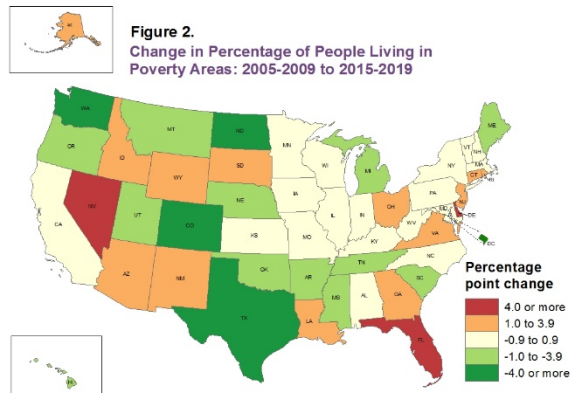 Figure 2.
Change in Percentage of People Living in
Poverty Areas: 2005-2009 to 2015-2019
AK
WA
MT
ND
MN
ME
OR
ID
SD
WI
MI
VT
NH
NY
MA
CT
RI
WY
NE
IA
PA
NJ
NV
UT
CO
IL
IN
OH
MD
DE
WV
VA
DC
CA
KS
MO
KY
NC
AZ
NM
OK
AR
TN
SC
MS
AL
GA
TX
LA
FL
HI
Percentage
point change
4.0 or more
1.0 to 3.9
-0.9 to 0.9
-1.0 to -3.9
-4.0 or more